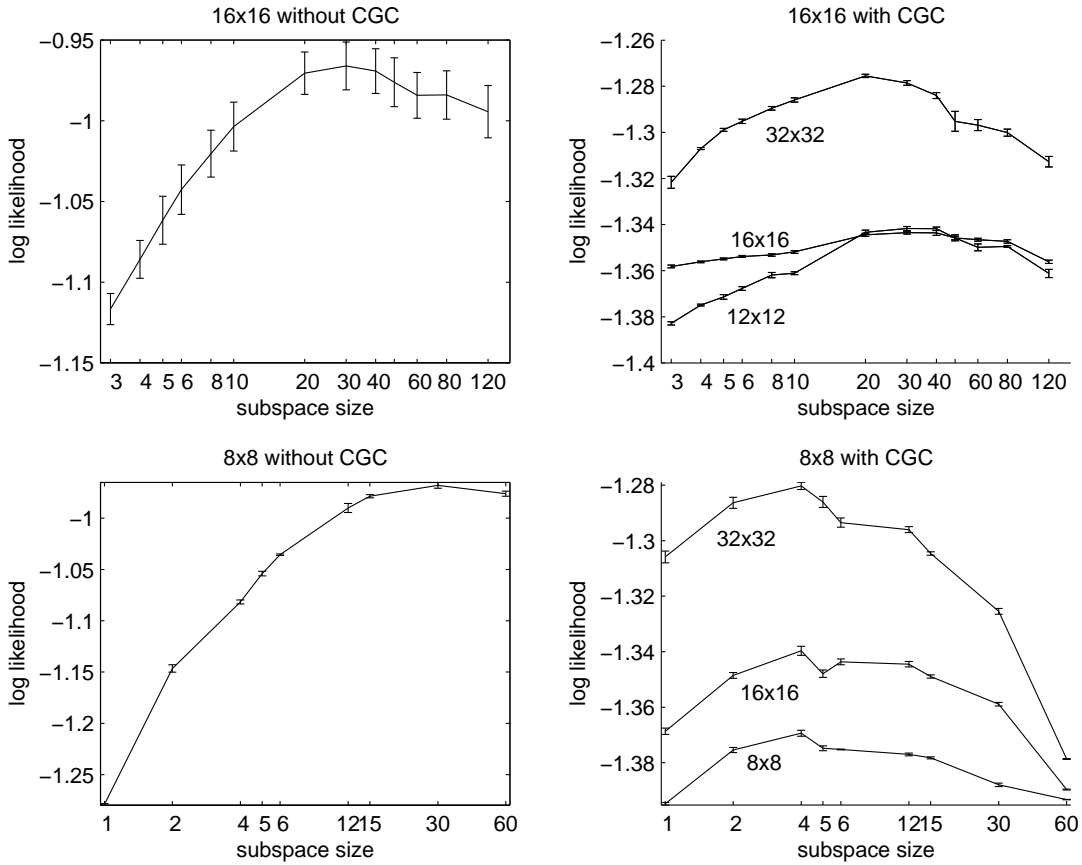 16x16 without CGC
−0.95
−1
−1.05
−1.1
−1.15
log likelihood
3 4 5 6 8 10 20 30 40 60 80 120
subspace size
16x16 with CGC
−1.26
−1.28
−1.3
−1.32
−1.34
−1.36
−1.38
−1.4
log likelihood
32x32
16x16
12x12
3 4 5 6 8 10 20 30 40 60 80 120
subspace size
8x8 without CGC
−1
−1.05
−1.1
−1.15
−1.2
−1.25
log likelihood
1 2 4 5 6 12 15 30 60
subspace size
8x8 with CGC
−1.28
−1.3
−1.32
−1.34
−1.36
−1.38
log likelihood
32x32
16x16
8x8
1 2 4 5 6 12 15 30 60
subspace size